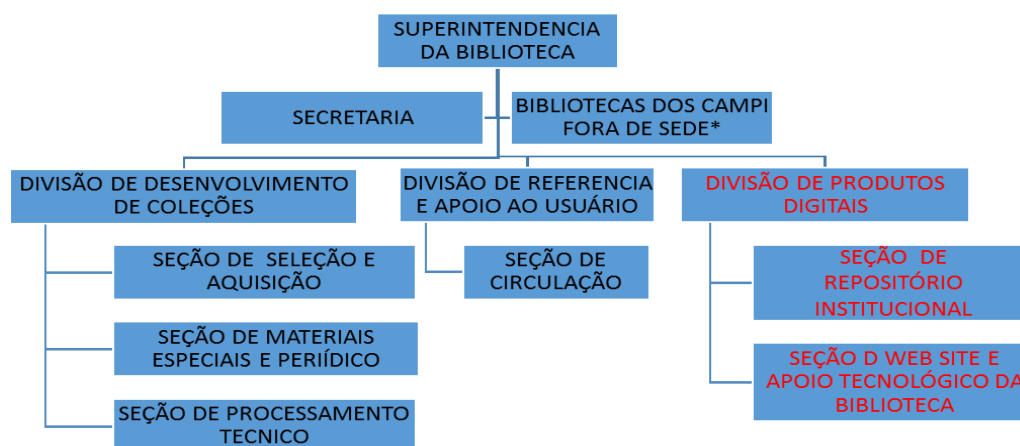 SUPERINTENDENCIA
DA BIBLIOTECA
SECRETARIA
BIBLIOTECAS DOS CAMPI
FORA DE SEDE*
DIVISÃO DE DESENVOLVIMENTO
DE COLEÇÕES
SEÇÃO DE SELEÇÃO E
AQUISIÇÃO
SEÇÃO DE MATERIAIS
ESPECIAIS E PERIÍDICO
SEÇÃO DE PROCESSAMENTO
TECNICO
DIVISÃO DE REFERENCIA
E APOIO AO USUÁRIO
SEÇÃO DE
CIRCULAÇÃO
DIVISÃO DE PRODUTOS
DIGITAIS
SEÇÃO DE
REPOSITÓRIO
INSTITUCIONAL
SEÇÃO D WEB SITE E
APOIO TECNOLÓGICO DA
BIBLIOTECA